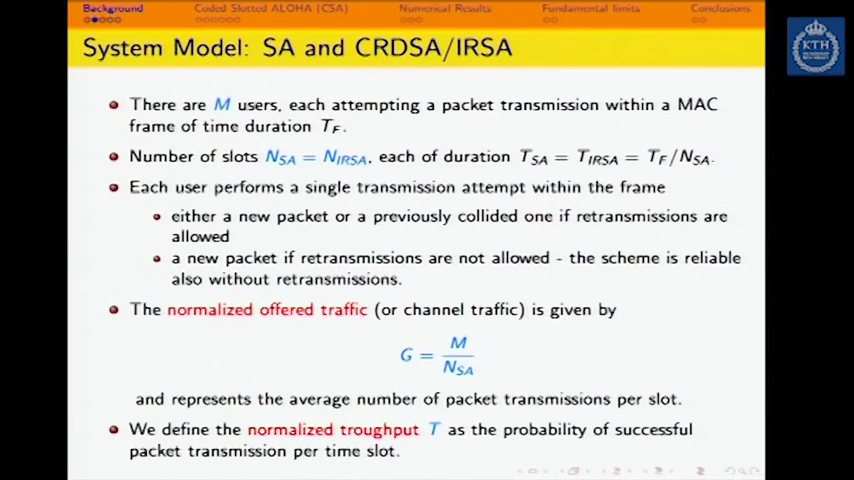 Background Coded Slotted ALOHA (CSA) Numerical Results Fundamental limits Conclusions
System Model: SA and CRDSA/IRSA
There are M users, each attempting a packet transmission within a MAC
frame of time duration T_F.
Number of slots N_SA = N_IRSA, each of duration T_SA = T_IRSA = T_F/N_SA.
Each user performs a single transmission attempt within the frame
either a new packet or a previously collided one if retransmissions are
allowed
a new packet if retransmissions are not allowed - the scheme is reliable
also without retransmissions.
The normalized offered traffic (or channel traffic) is given by
G = M / N_SA
and represents the average number of packet transmissions per slot.
We define the normalized troughput T as the probability of successful
packet transmission per time slot.
KTH